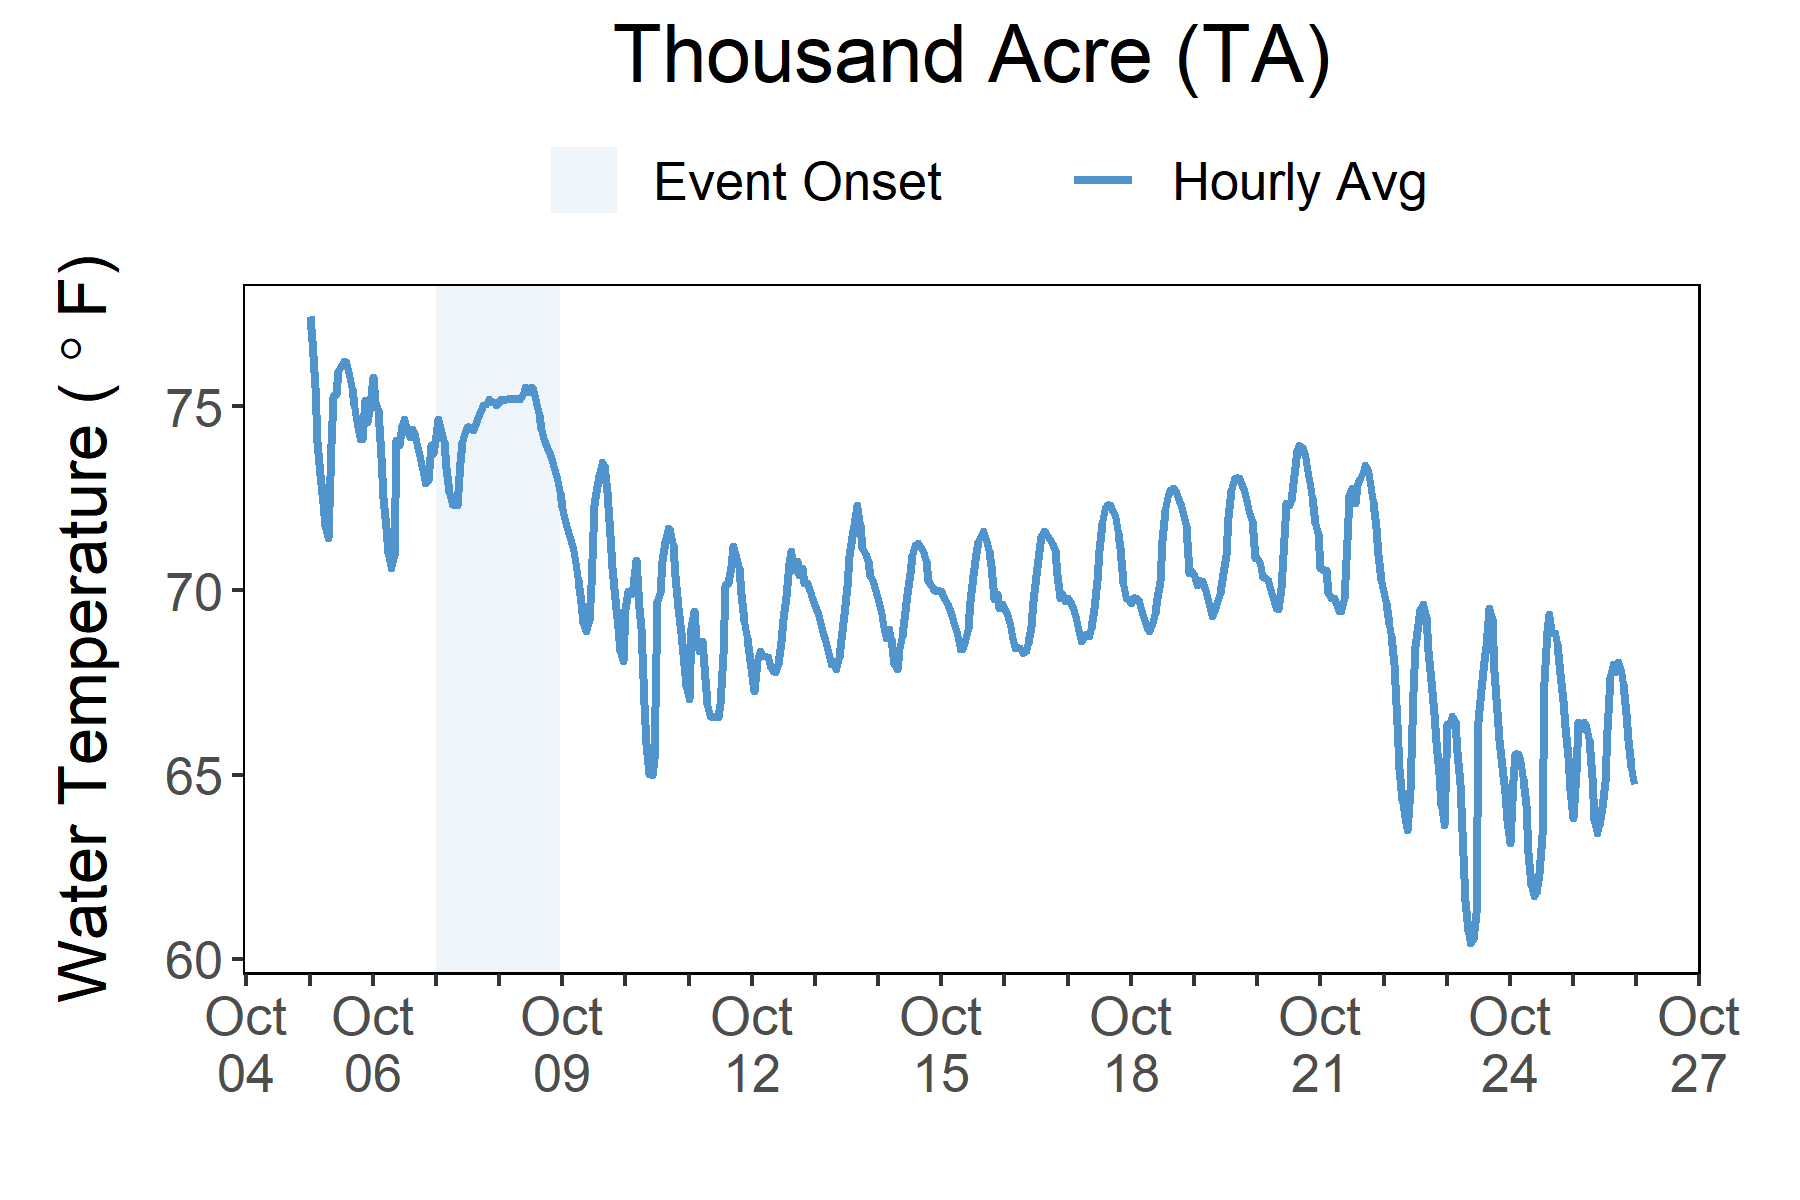 Thousand Acre (TA)
Event Onset Hourly Avg
Water Temperature ( ° F)
75
70
65
60
Oct Oct Oct Oct Oct Oct Oct Oct Oct
04 06 09 12 15 18 21 24 27